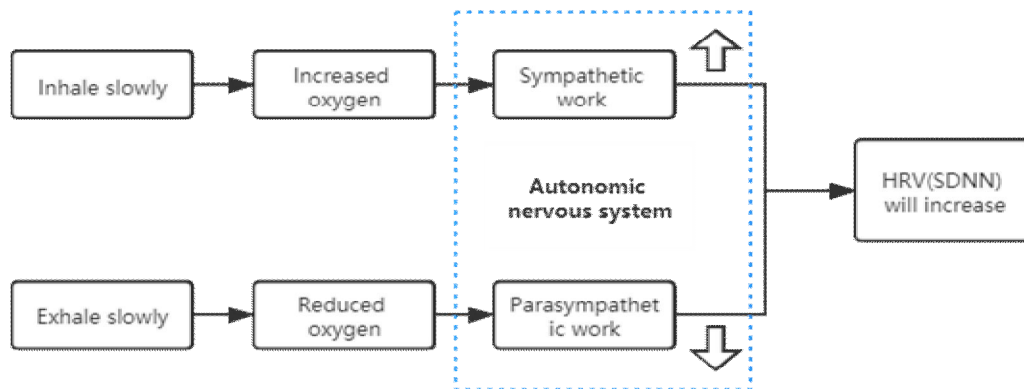 Inhale slowly
Increased
oxygen
Sympathetic
work
Autonomic
nervous system
HRV(SDNN)
will increase
Exhale slowly
Reduced
oxygen
Parasympathet
ic work